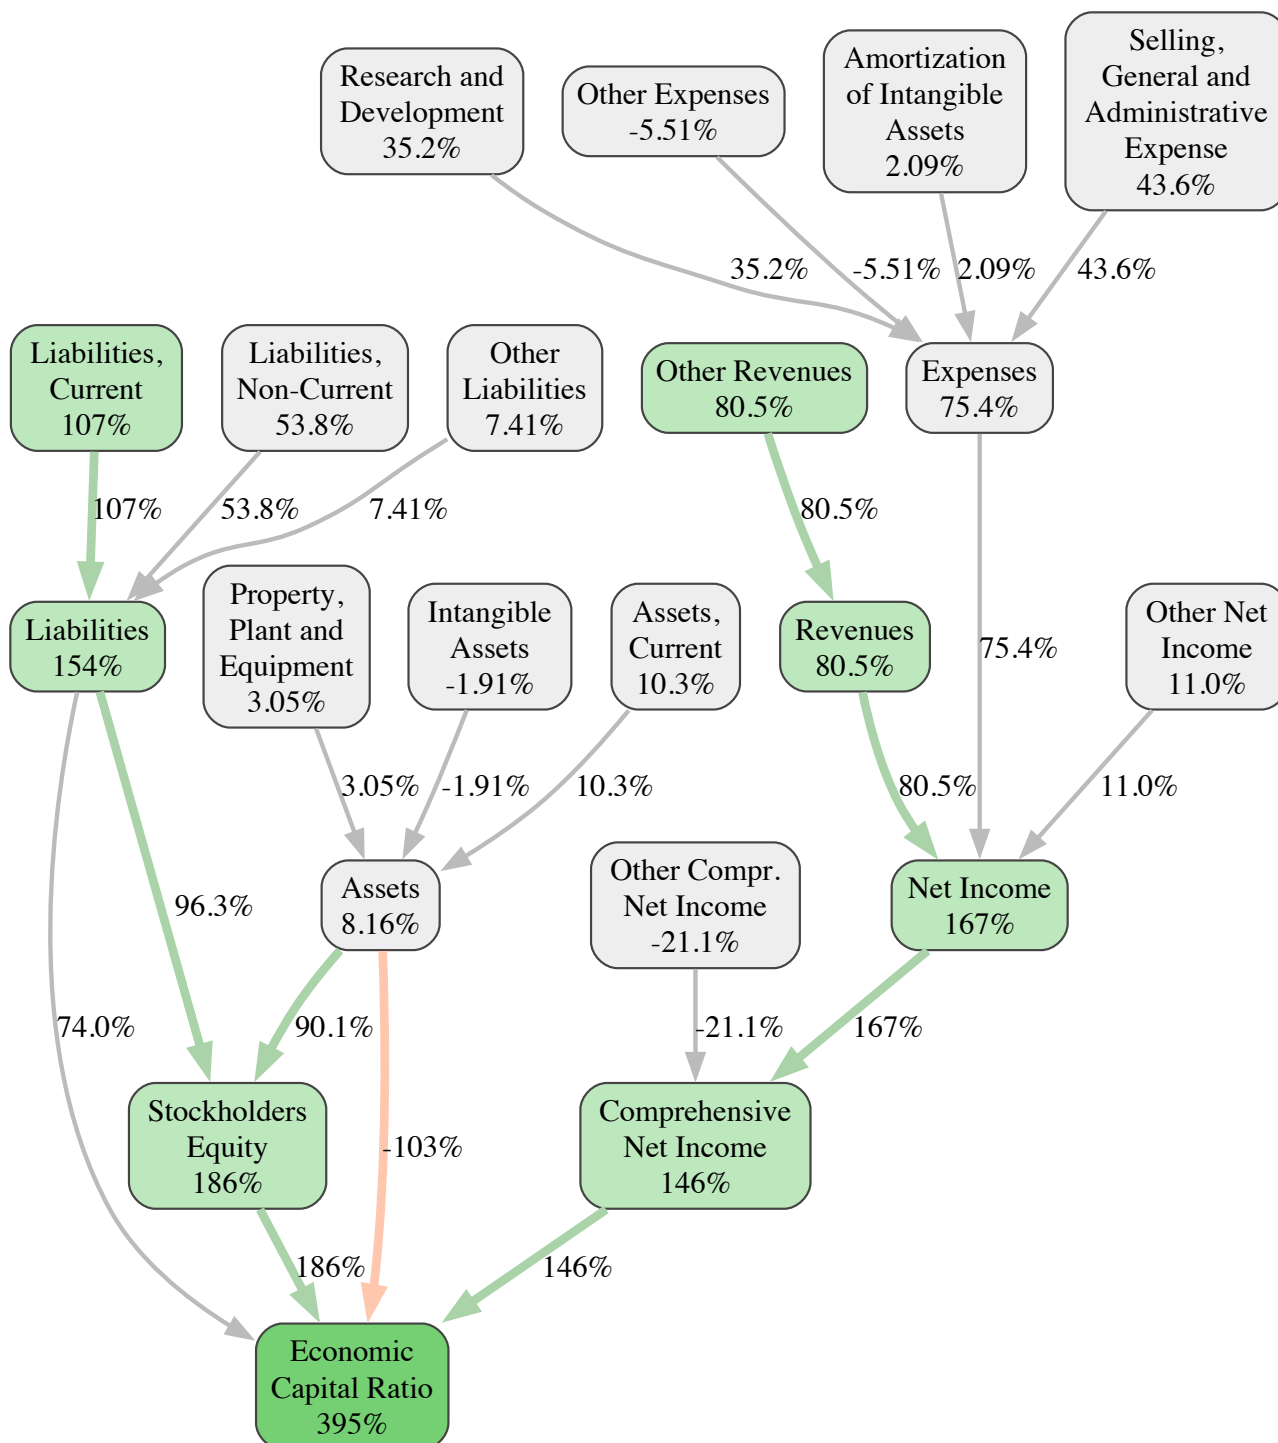 Research and
Development
35.2%
Other Expenses
-5.51%
Amortization
of Intangible
Assets
2.09%
Selling,
General and
Administrative
Expense
43.6%
35.2%
-5.51%
2.09%
43.6%
Liabilities,
Current
107%
Liabilities,
Non-Current
53.8%
Other
Liabilities
7.41%
Other Revenues
80.5%
Expenses
75.4%
107%
53.8%
7.41%
80.5%
Liabilities
154%
Property,
Plant and
Equipment
3.05%
Intangible
Assets
-1.91%
Assets,
Current
10.3%
Revenues
80.5%
75.4%
Other Net
Income
11.0%
3.05%
-1.91%
10.3%
80.5%
11.0%
96.3%
Assets
8.16%
Other Compr.
Net Income
-21.1%
Net Income
167%
74.0%
90.1%
-21.1%
167%
Stockholders
Equity
186%
-103%
Comprehensive
Net Income
146%
186%
146%
Economic
Capital Ratio
395%